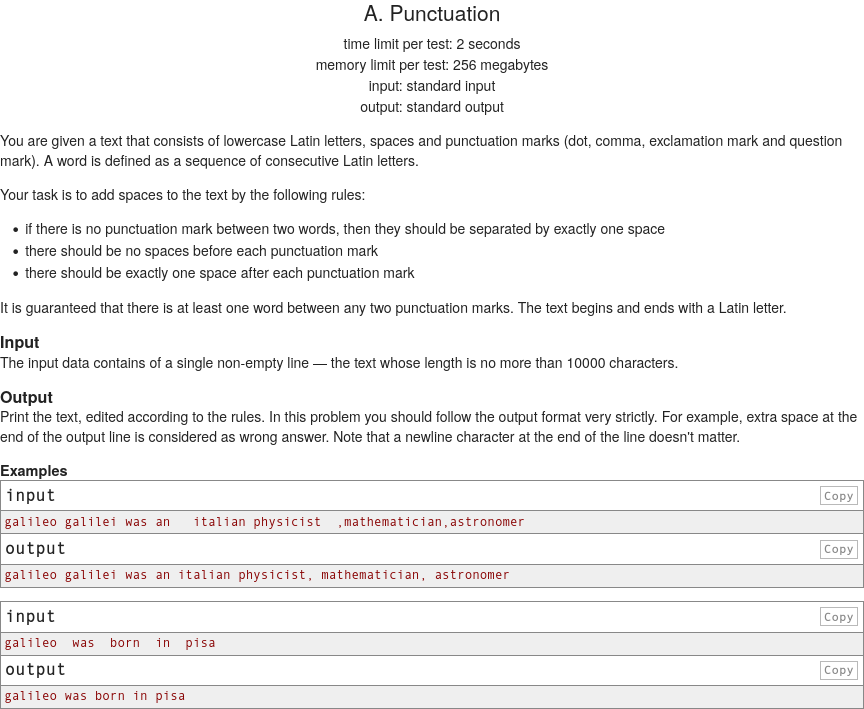 A. Punctuation
time limit per test: 2 seconds
memory limit per test: 256 megabytes
input: standard input
output: standard output
You are given a text that consists of lowercase Latin letters, spaces and punctuation marks (dot, comma, exclamation mark and question
mark). A word is defined as a sequence of consecutive Latin letters.
Your task is to add spaces to the text by the following rules:
• if there is no punctuation mark between two words, then they should be separated by exactly one space
• there should be no spaces before each punctuation mark
• there should be exactly one space after each punctuation mark
It is guaranteed that there is at least one word between any two punctuation marks. The text begins and ends with a Latin letter.
Input
The input data contains of a single non-empty line — the text whose length is no more than 10000 characters.
Output
Print the text, edited according to the rules. In this problem you should follow the output format very strictly. For example, extra space at the
end of the output line is considered as wrong answer. Note that a newline character at the end of the line doesn't matter.
Examples
input Copy
galileo galilei was an   italian physicist  ,mathematician,astronomer
output Copy
galileo galilei was an italian physicist, mathematician, astronomer
input Copy
galileo  was  born  in  pisa
output Copy
galileo was born in pisa